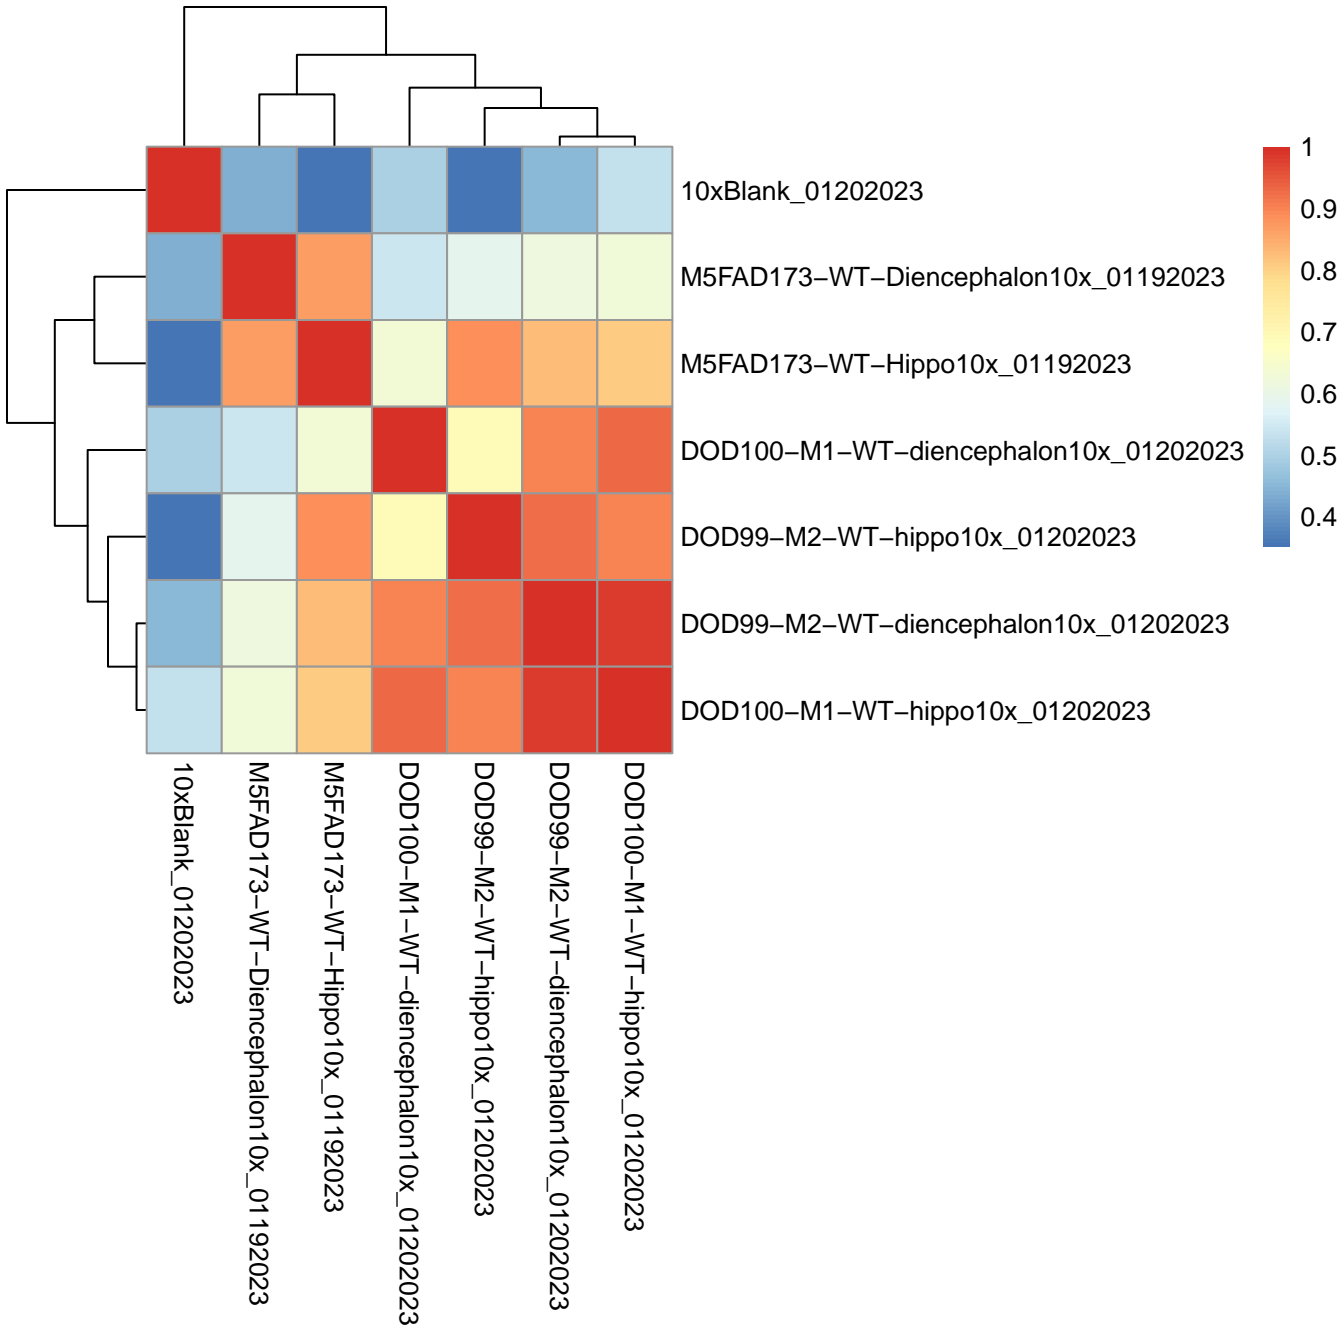 1
0.9
0.8
0.7
0.6
0.5
0.4
10xBlank_01202023
M5FAD173−WT−Diencephalon10x_01192023
M5FAD173−WT−Hippo10x_01192023
DOD100−M1−WT−diencephalon10x_01202023
DOD99−M2−WT−hippo10x_01202023
DOD99−M2−WT−diencephalon10x_01202023
DOD100−M1−WT−hippo10x_01202023
10xBlank_01202023
M5FAD173−WT−Diencephalon10x_01192023
M5FAD173−WT−Hippo10x_01192023
DOD100−M1−WT−diencephalon10x_01202023
DOD99−M2−WT−hippo10x_01202023
DOD99−M2−WT−diencephalon10x_01202023
DOD100−M1−WT−hippo10x_01202023